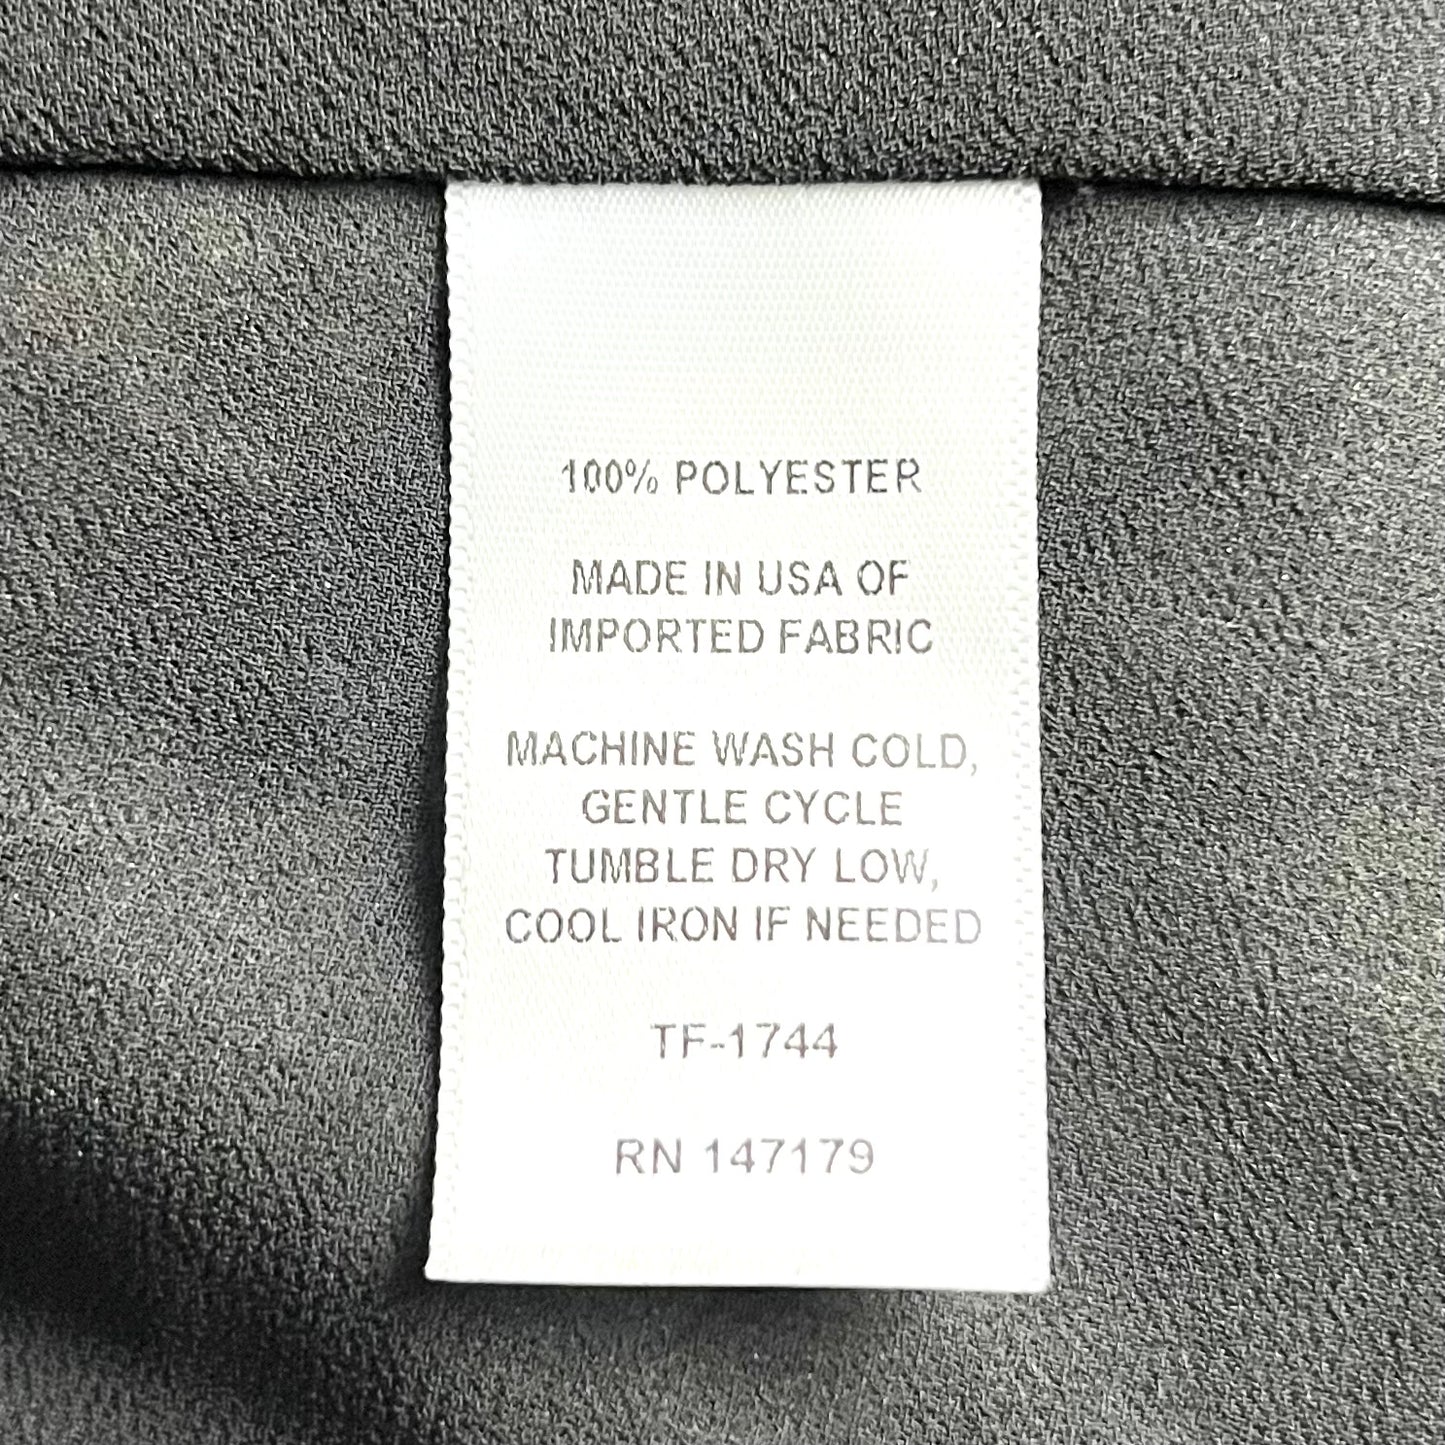 100% POLYESTER
MADE IN USA OF
IMPORTED FABRIC
MACHINE WASH COLD,
GENTLE CYCLE
TUMBLE DRY LOW,
COOL IRON IF NEEDED
TF-1744
RN 147179